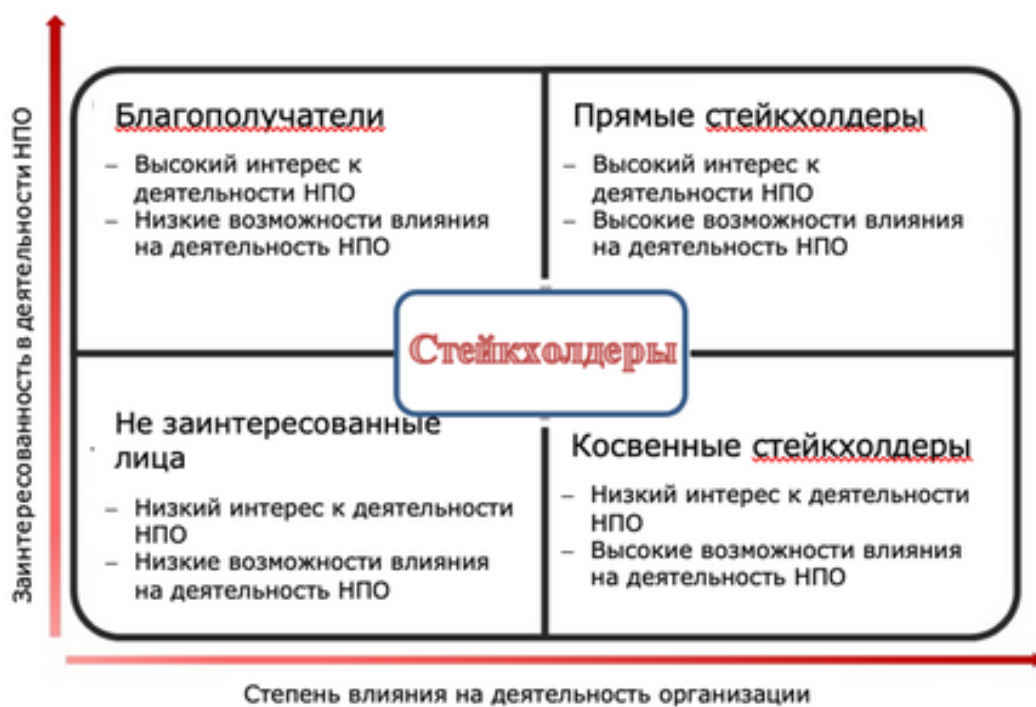 Заинтересованность в деятельности НПО
Благополучатели
– Высокий интерес к
деятельности НПО
– Низкие возможности влияния
на деятельность НПО
Прямые стейкхолдеры
– Высокий интерес к
деятельности НПО
– Высокие возможности влияния
на деятельность НПО
Стейкхолдеры
Не заинтересованные
лица
– Низкий интерес к деятельности
НПО
– Низкие возможности влияния
на деятельность НПО
Косвенные стейкхолдеры
– Низкий интерес к деятельности
НПО
– Высокие возможности влияния
на деятельность НПО
Степень влияния на деятельность организации